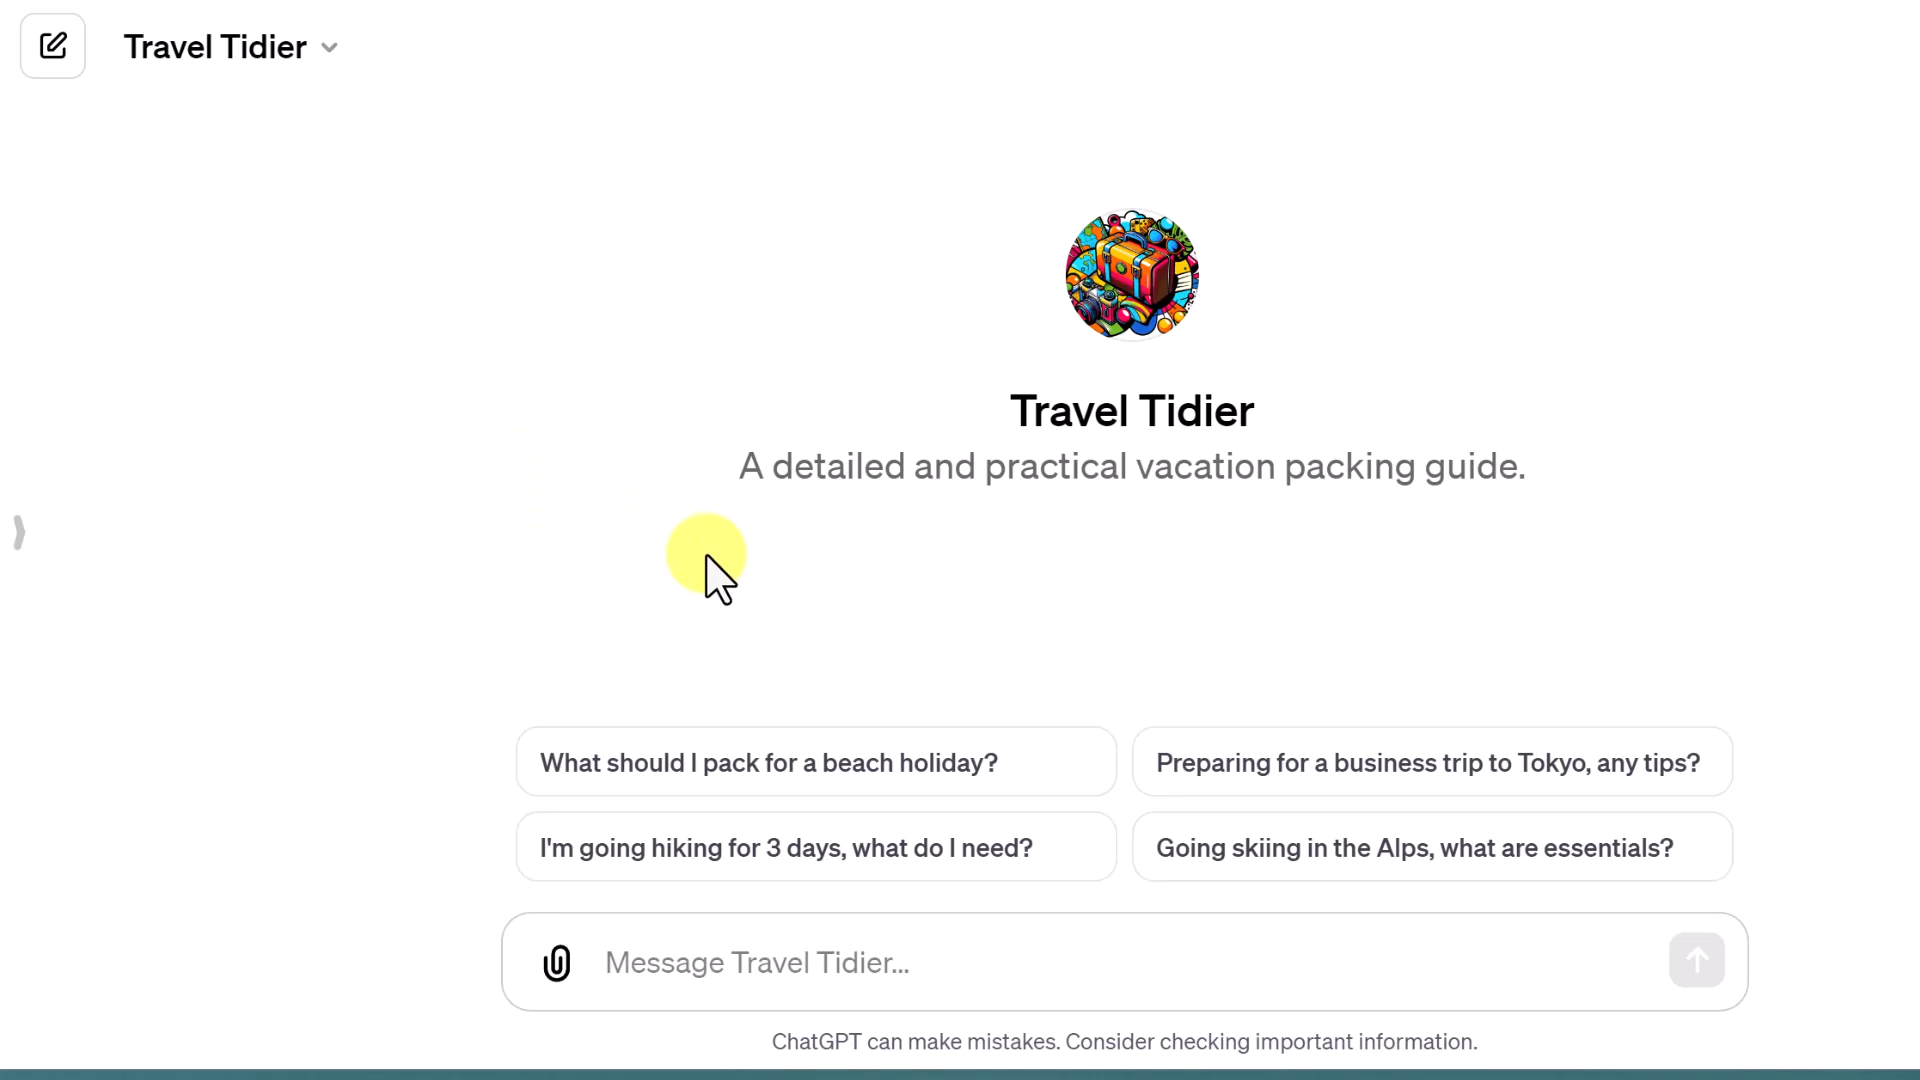 Travel Tidier
Travel Tidier
A detailed and practical vacation packing guide.
What should I pack for a beach holiday?
Preparing for a business trip to Tokyo, any tips?
I'm going hiking for 3 days, what do I need?
Going skiing in the Alps, what are essentials?
Message Travel Tidier...
ChatGPT can make mistakes. Consider checking important information.